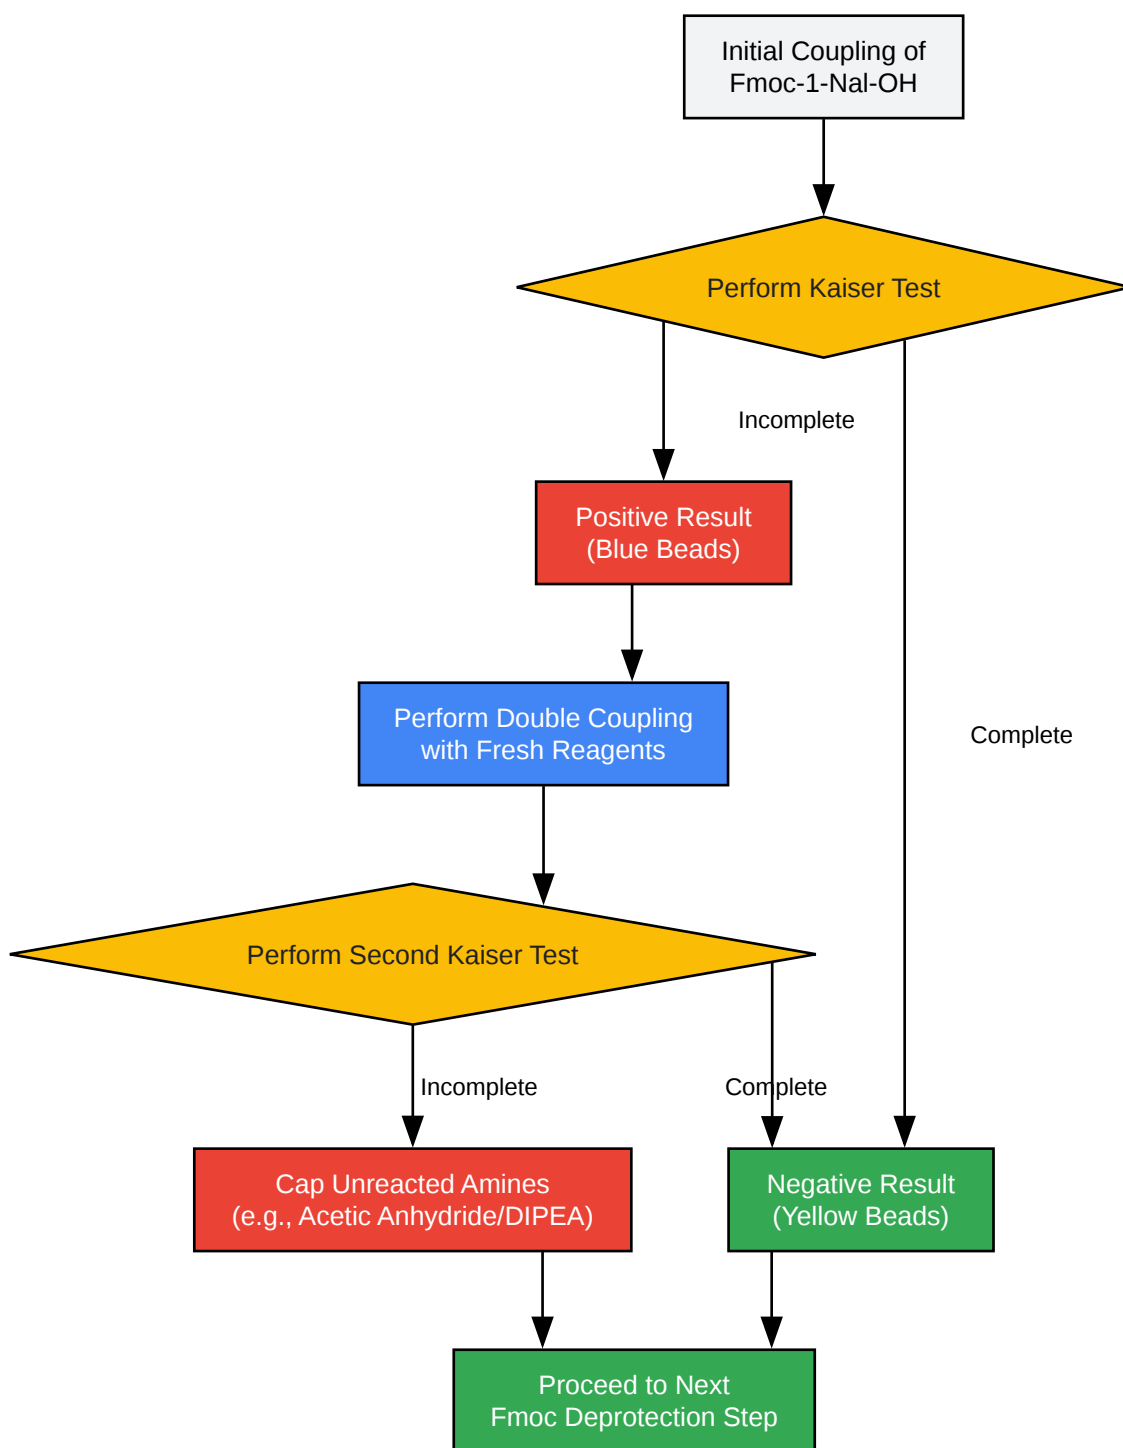 Initial Coupling of
Fmoc-1-Nal-OH
Perform Kaiser Test
Incomplete
Positive Result
(Blue Beads)
Perform Double Coupling
with Fresh Reagents
Complete
Perform Second Kaiser Test
Incomplete
Complete
Cap Unreacted Amines
(e.g., Acetic Anhydride/DIPEA)
Negative Result
(Yellow Beads)
Proceed to Next
Fmoc Deprotection Step